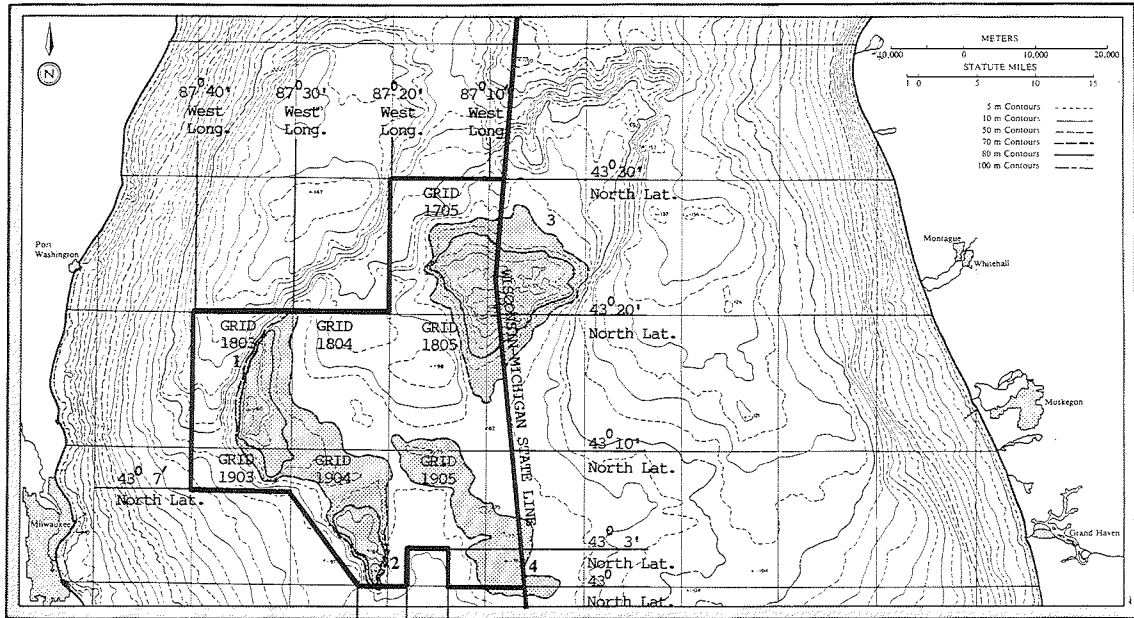 N
87° 40'
West
Long.
87° 30'
West
Long.
87° 20'
West
Long.
87° 10'
West
Long.
METERS
10,000 0 10,000 20,000
STATUTE MILES
1 0 5 10 15
5 m Contours
10 m Contours
50 m Contours
70 m Contours
80 m Contours
100 m Contours
43° 30'
North Lat.
GRID
1705
3
Port
Washington
Montague
Whitehall
WISCONSIN-MICHIGAN STATE LINE
43° 20'
North Lat.
GRID
1803
1
GRID
1804
GRID
1805
Muskegon
43° 10'
North Lat.
GRID
1903
GRID
1904
GRID
1905
43° 7'
North Lat.
Milwaukee
Grand Haven
43° 3'
North Lat.
2
4
43°
North Lat.